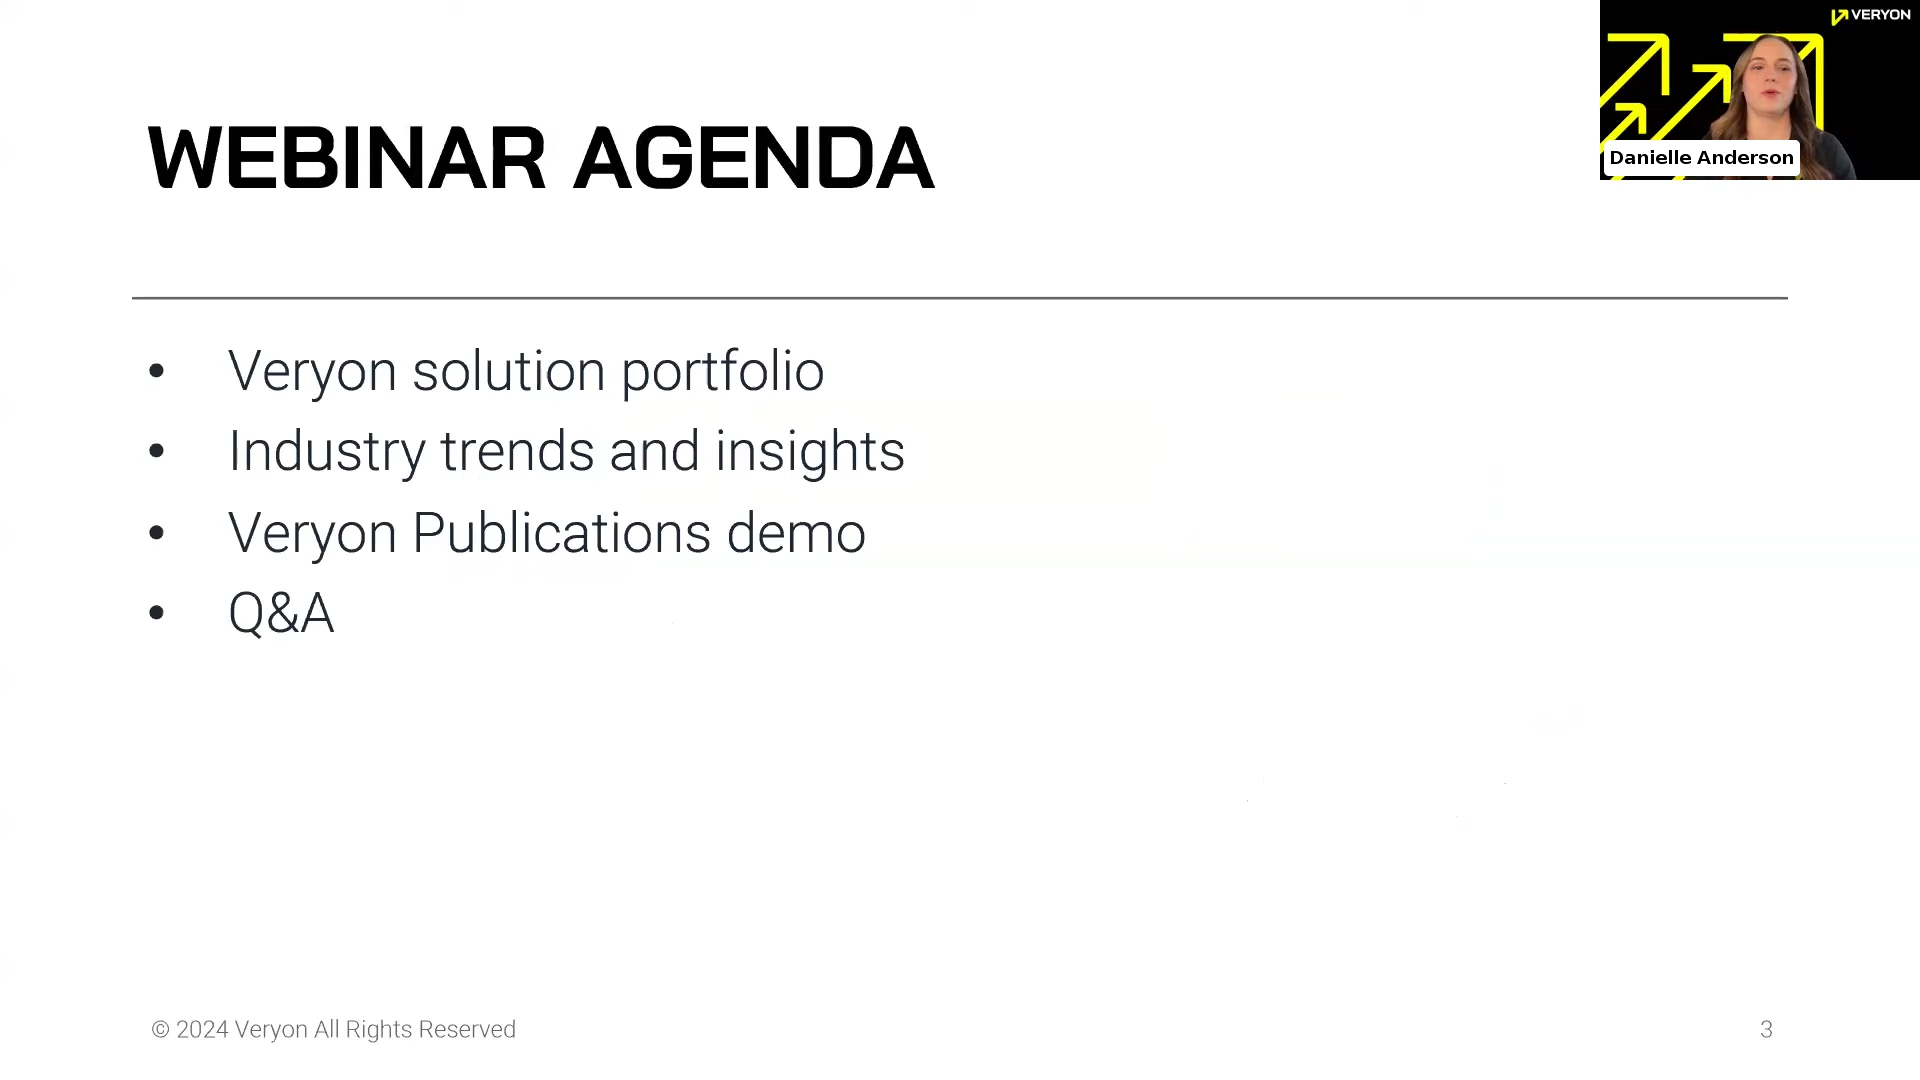 VERYON
Danielle Anderson
WEBINAR AGENDA
• Veryon solution portfolio
• Industry trends and insights
• Veryon Publications demo
• Q&A
© 2024 Veryon All Rights Reserved
3